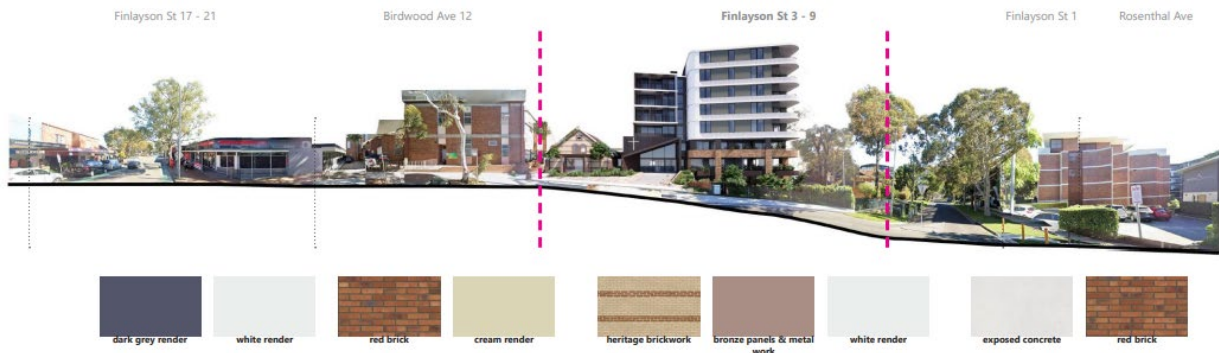 Finlayson St 17 - 21
Birdwood Ave 12
Finlayson St 3 - 9
Finlayson St 1
Rosenthal Ave
dark grey render
white render
red brick
cream render
heritage brickwork
bronze panels & metal
work
white render
exposed concrete
red brick